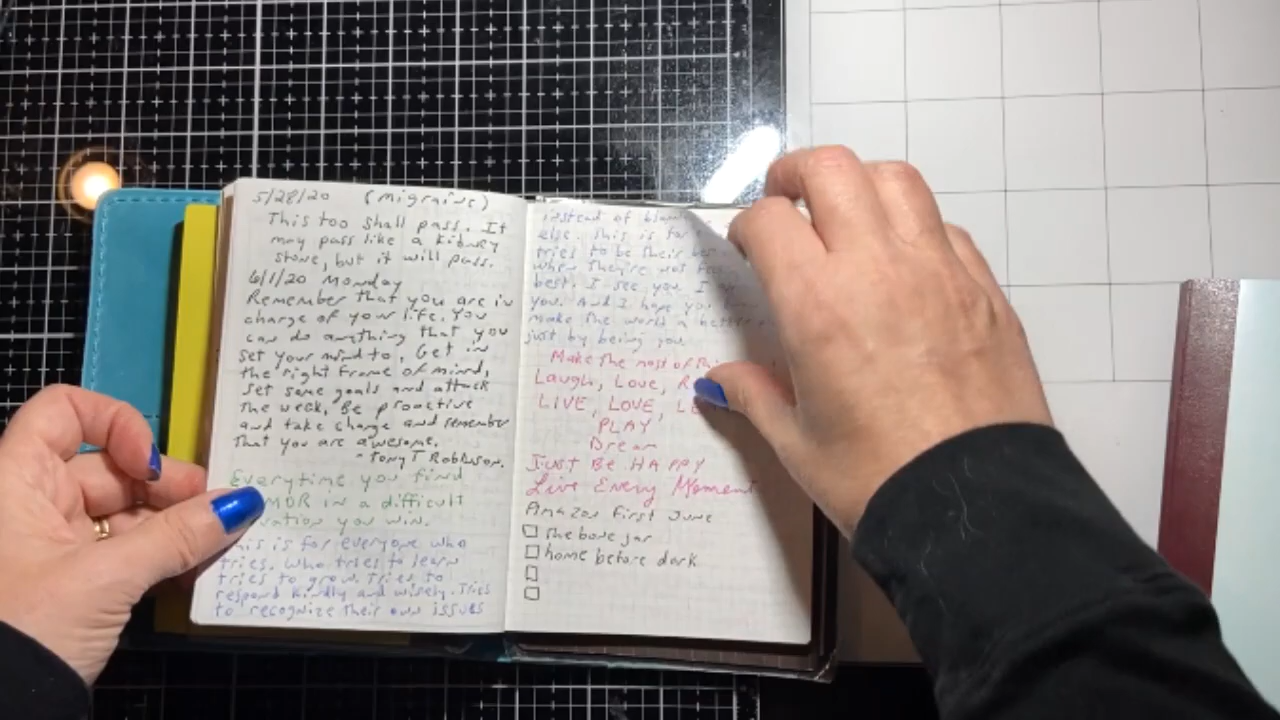 5/28/20 (Migraine)
This too shall pass. It
may pass like a kidney
stone, but it will pass.
6/1/20 Monday
Remember that you are in
charge of your life. You
can do anything that you
set your mind to. Get in
the right frame of mind,
set some goals and attack
the week. Be proactive
and take charge and remember
that you are awesome.
- Tony T Robinson.
Everytime you find
in a difficult
you win.
This is for everyone who
tries. Who tries to learn
tries to grow. Tries to
respond kindly and wisely. Tries
to recognize their own issues
instead of
else. This is for
tries to be their
when they're not
best. I see you I
you. And I hope you
make the world a better
just by being you
Make the most of
Laugh, Love,
LIVE, LOVE,
PLAY
Dream
Just Be HAPPY
Live Every Moment
Amazon First June
the bone jar
home before dark